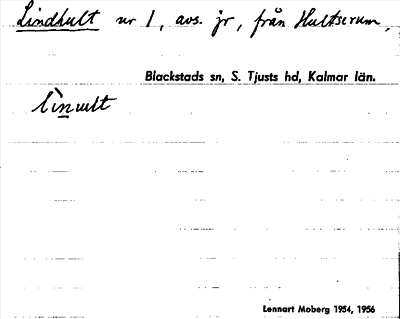 Lindhult nr 1, avs. jr, från Hultserum,
Blackstads sn, S. Tjusts hd, Kalmar län.
Lennart Moberg 1954, 1956